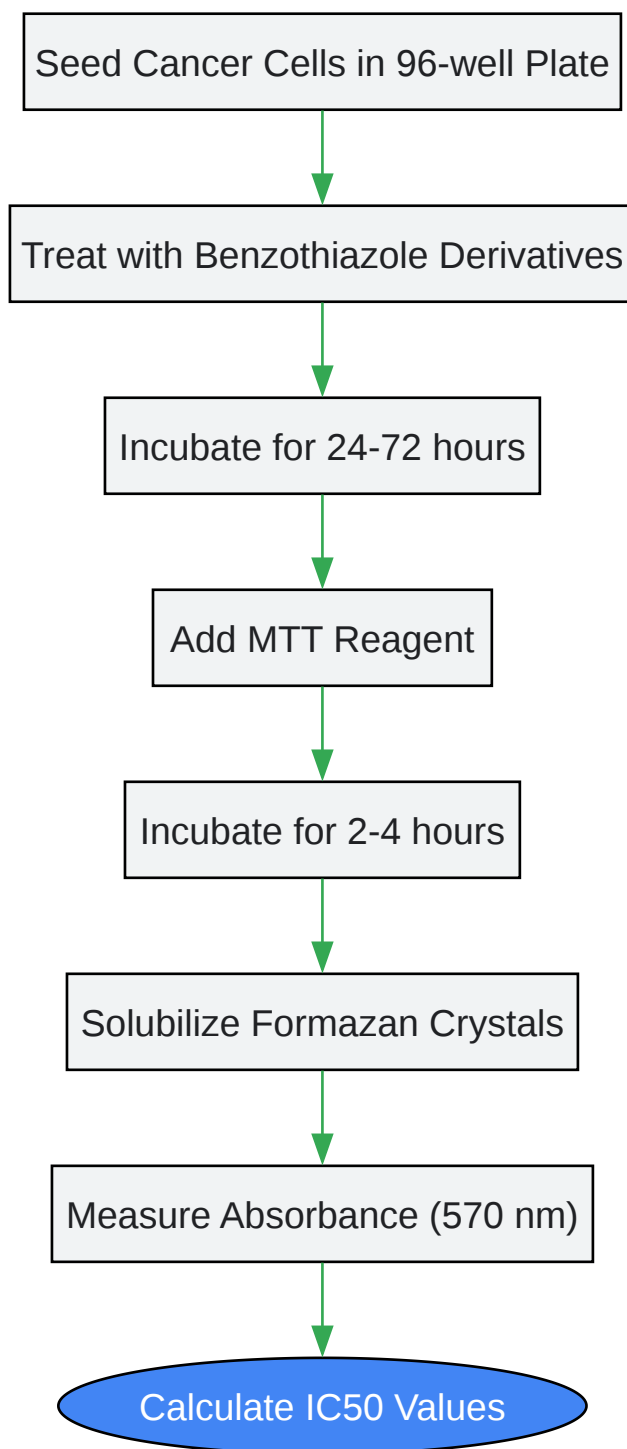 Seed Cancer Cells in 96-well Plate
Treat with Benzothiazole Derivatives
Incubate for 24-72 hours
Add MTT Reagent
Incubate for 2-4 hours
Solubilize Formazan Crystals
Measure Absorbance (570 nm)
Calculate IC50 Values